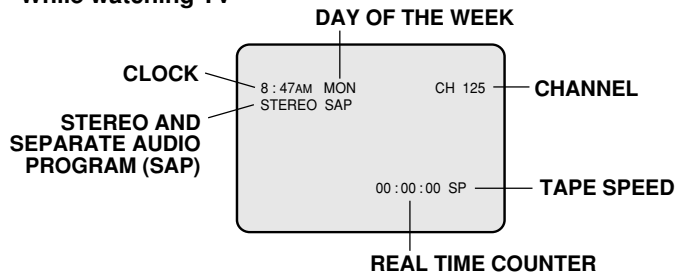 While watching TV
DAY OF THE WEEK
CLOCK
8 : 47AM MON
CH 125
CHANNEL
STEREO SAP
STEREO AND
SEPARATE AUDIO
PROGRAM (SAP)
00 : 00 : 00 SP
TAPE SPEED
REAL TIME COUNTER